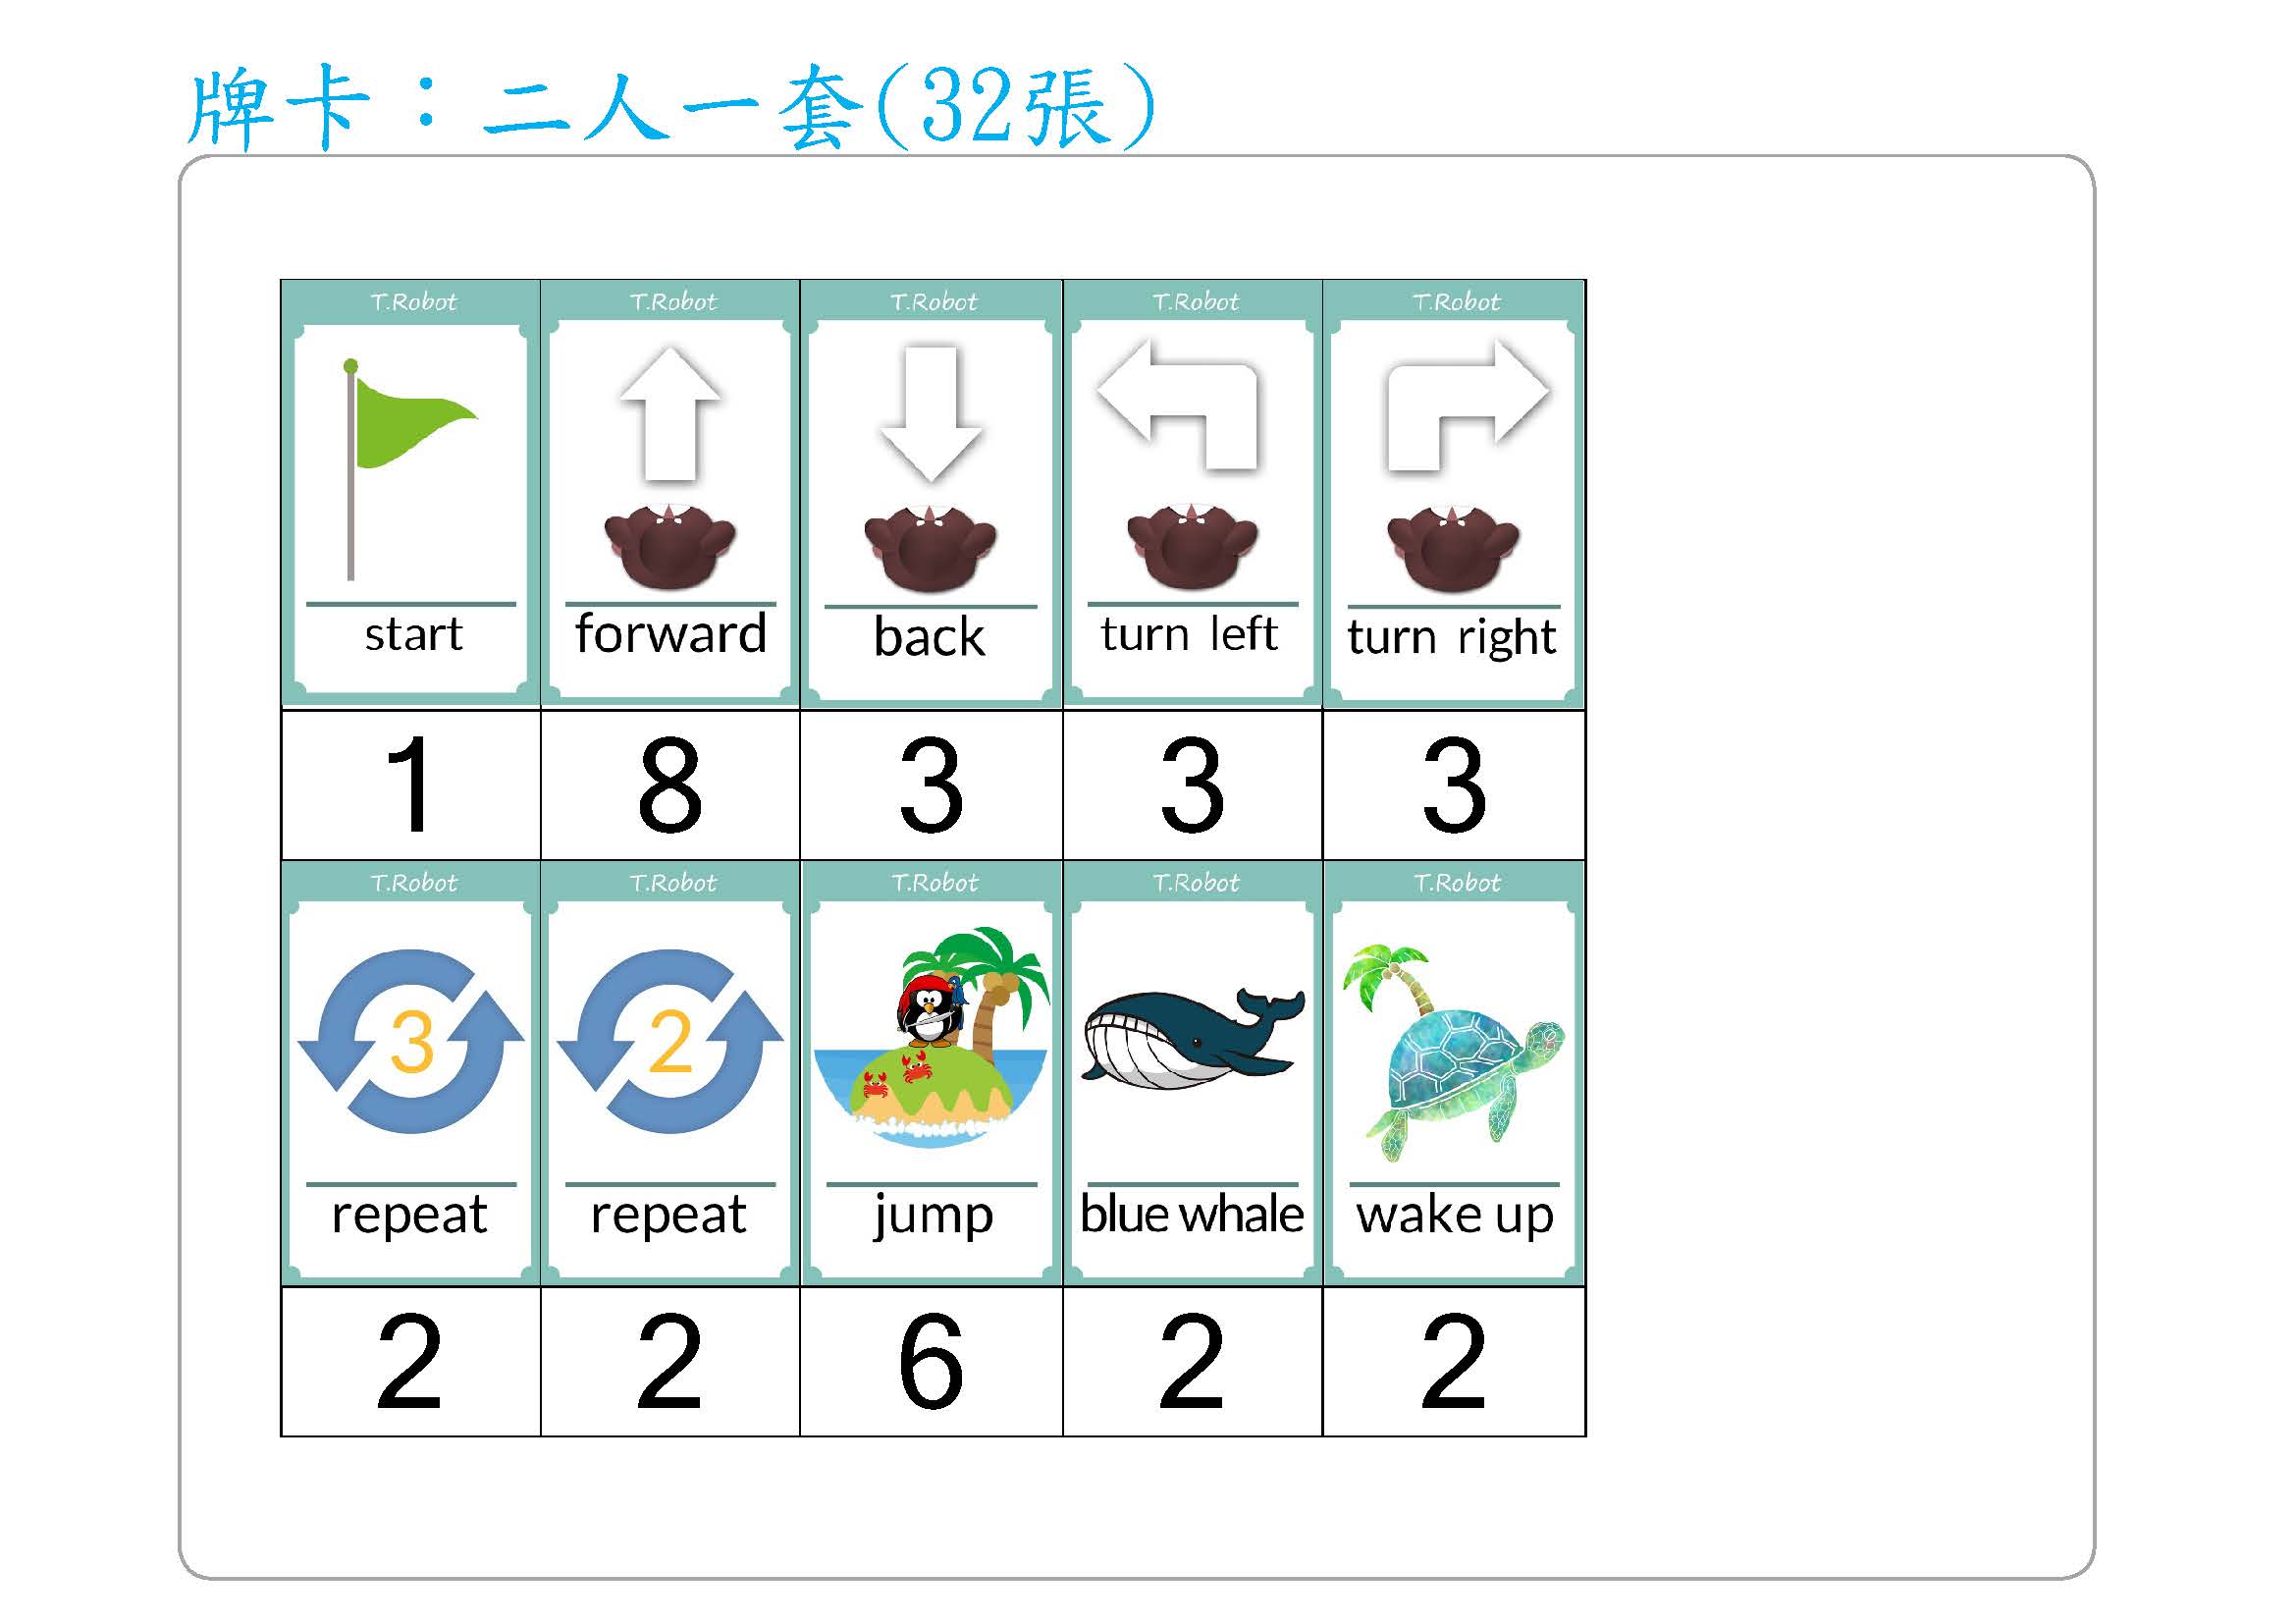 牌卡：二人一套(32張)
T.Robot T.Robot T.Robot T.Robot T.Robot
start forward back turn left turn right
1 8 3 3 3
T.Robot T.Robot T.Robot T.Robot T.Robot
3 2
repeat repeat jump blue whale wake up
2 2 6 2 2